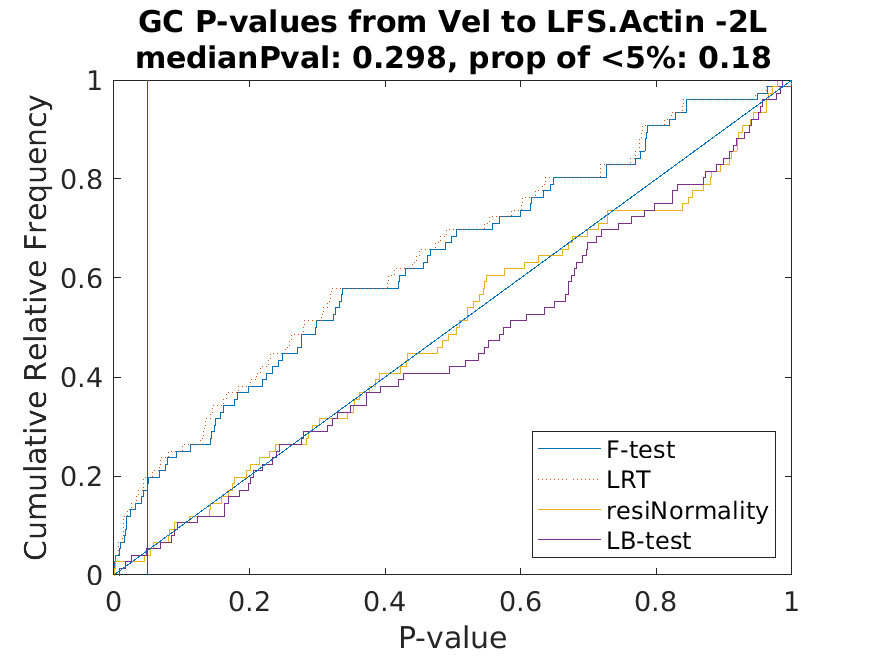 GC P-values from Vel to LFS.Actin -2L
medianPval: 0.298, prop of <5%: 0.18
1
0.8
0.6
0.4
0.2
0
Cumulative Relative Frequency
F-test
LRT
resiNormality
LB-test
0 0.2 0.4 0.6 0.8 1
P-value